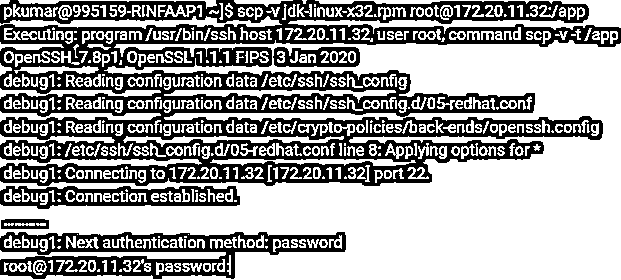 pkumar@995159-RINFAAP1 ~]$ scp -v jdk-linux-x32.rpm root@172.20.11.32:/app
Executing: program /usr/bin/ssh host 172.20.11.32, user root, command scp -v -t /app
OpenSSH_7.8p1, OpenSSL 1.1.1 FIPS 3 Jan 2020
debug1: Reading configuration data /etc/ssh/ssh_config
debug1: Reading configuration data /etc/ssh/ssh_config.d/05-redhat.conf
debug1: Reading configuration data /etc/crypto-policies/back-ends/openssh.config
debug1: /etc/ssh/ssh_config.d/05-redhat.conf line 8: Applying options for *
debug1: Connecting to 172.20.11.32 [172.20.11.32] port 22.
debug1: Connection established.
...........
debug1: Next authentication method: password
root@172.20.11.32's password: